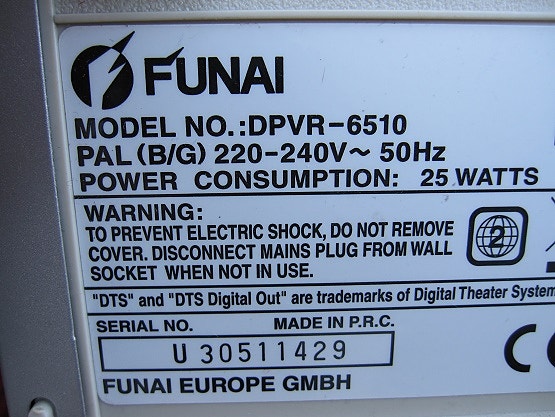 FUNAI
MODEL NO.:DPVR-6510
PAL (B/G) 220-240V~ 50Hz
POWER CONSUMPTION: 25 WATTS
WARNING:
TO PREVENT ELECTRIC SHOCK, DO NOT REMOVE
COVER. DISCONNECT MAINS PLUG FROM WALL
SOCKET WHEN NOT IN USE.
2
"DTS" and "DTS Digital Out" are trademarks of Digital Theater System
SERIAL NO. MADE IN P.R.C.
U 30511429
FUNAI EUROPE GMBH
C